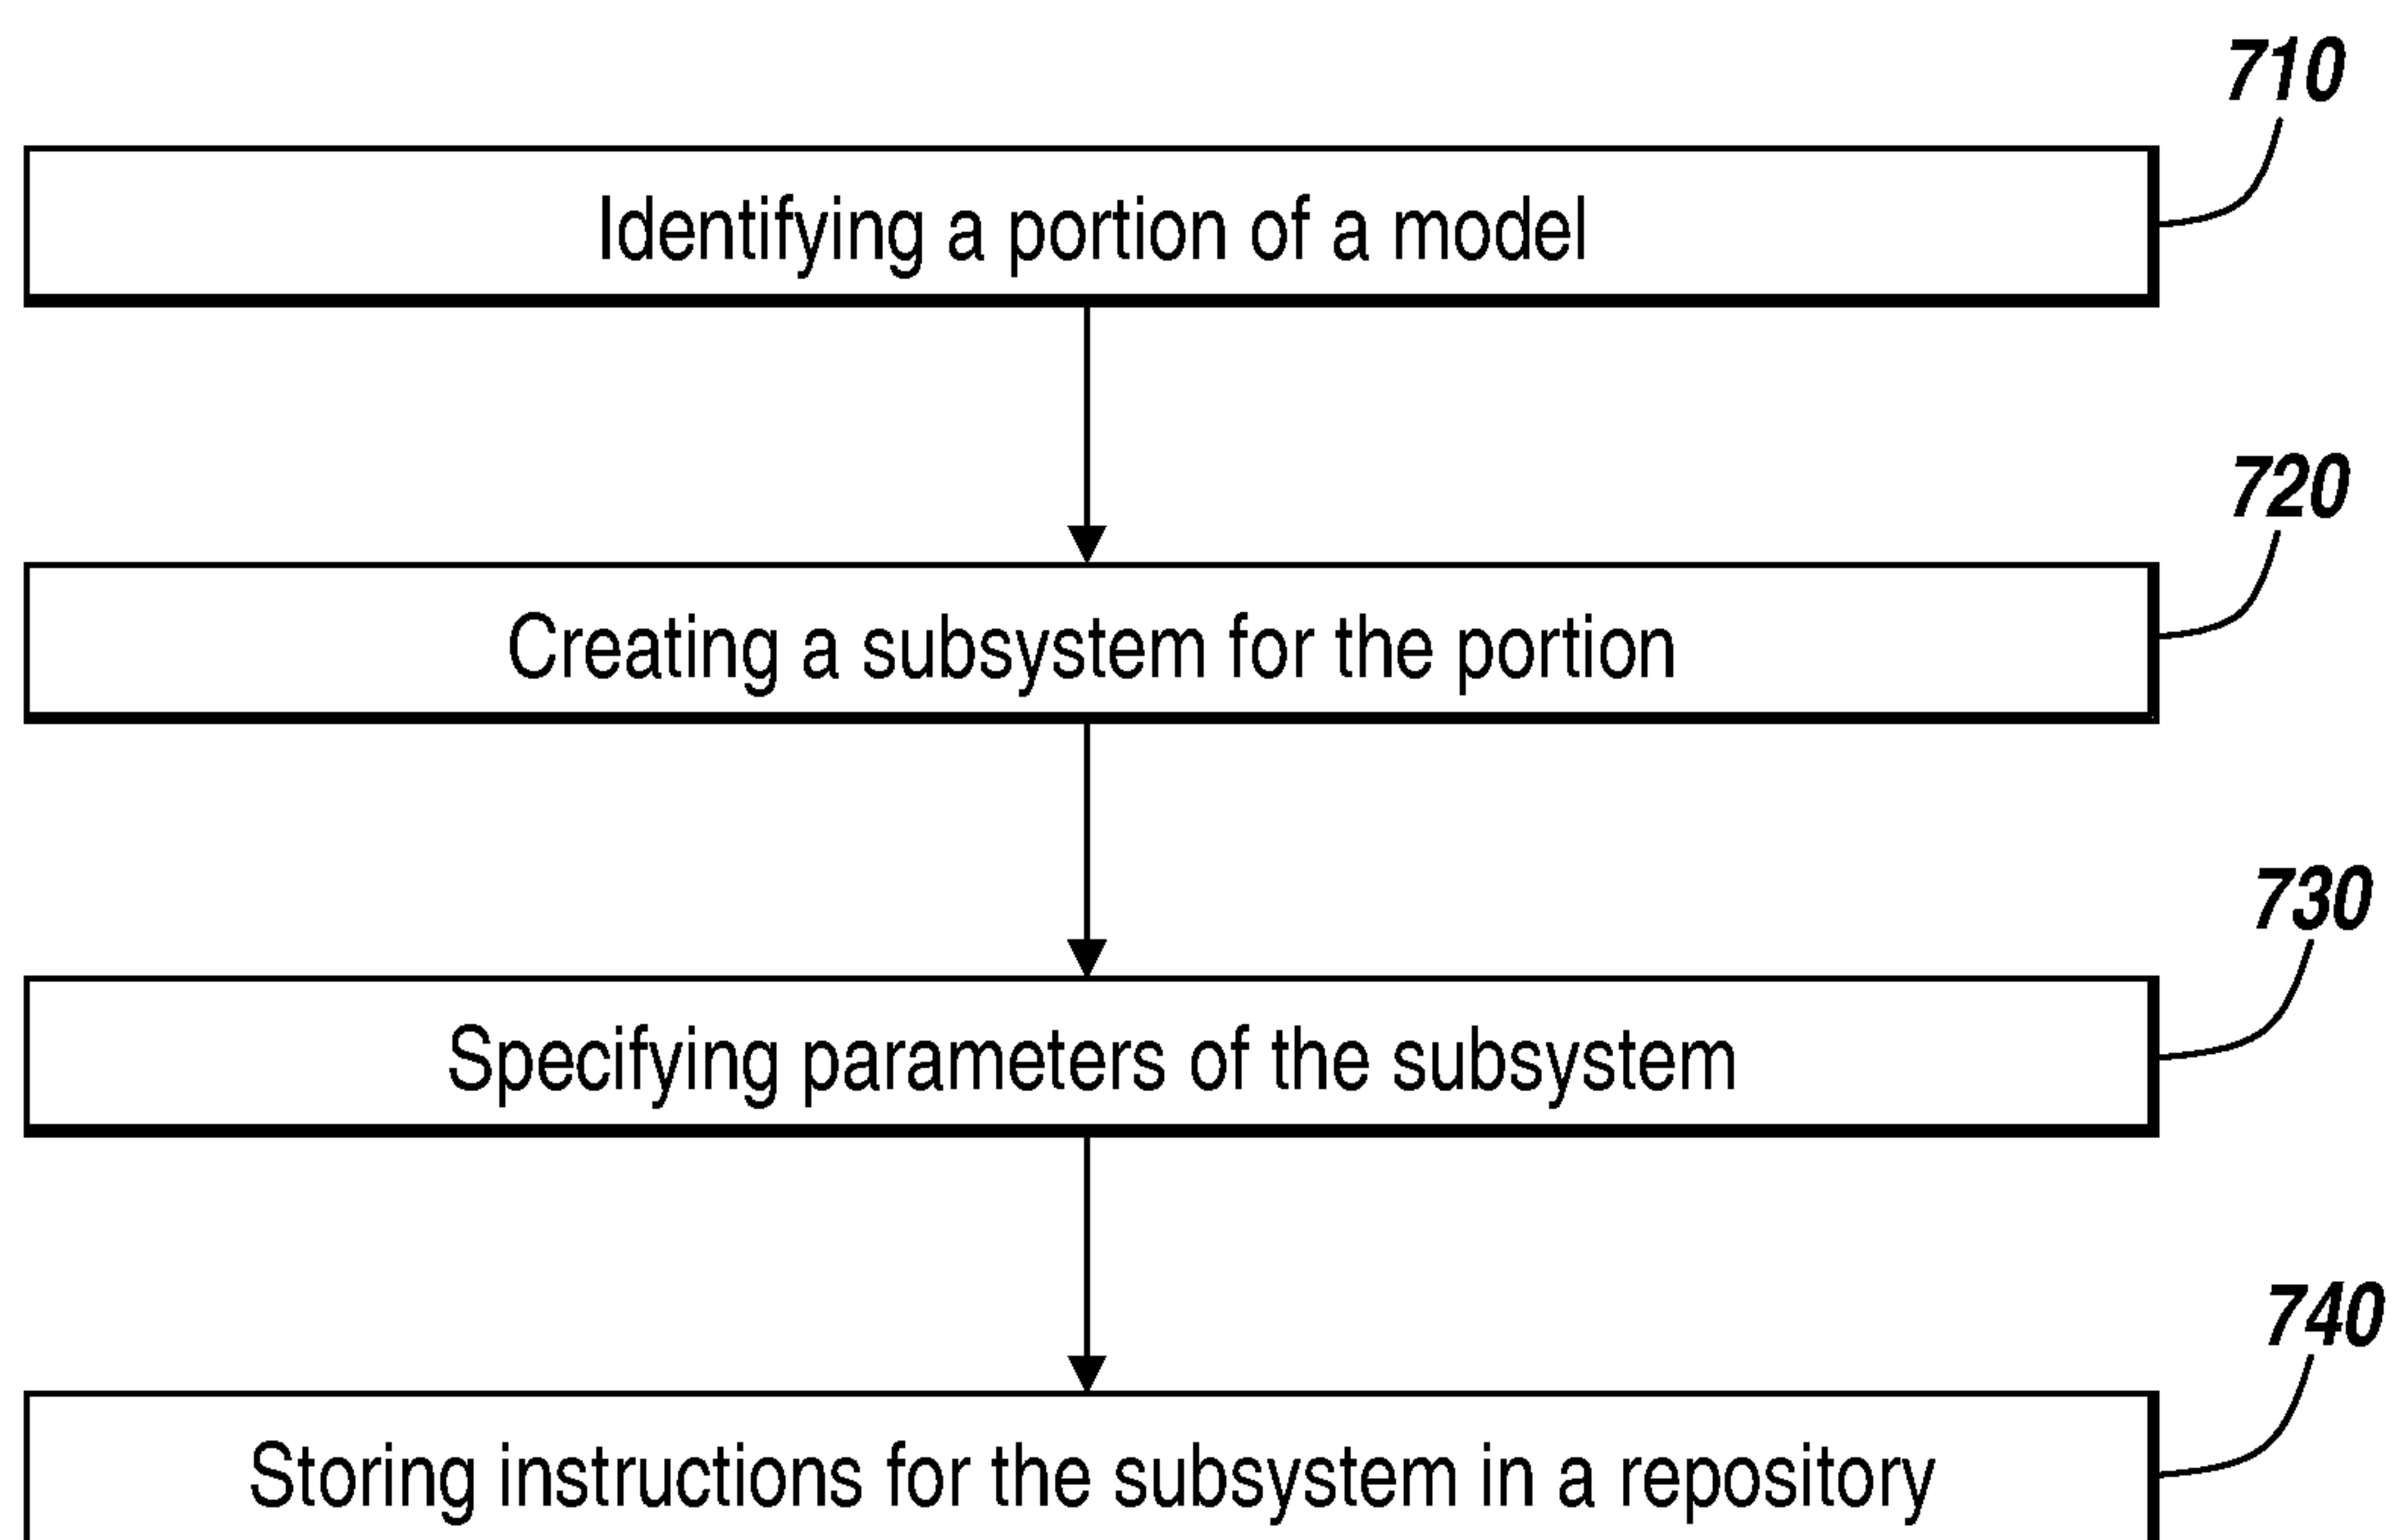 710
Identifying a portion of a model
720
Creating a subsystem for the portion
730
Specifying parameters of the subsystem
740
Storing instructions for the subsystem in a repository